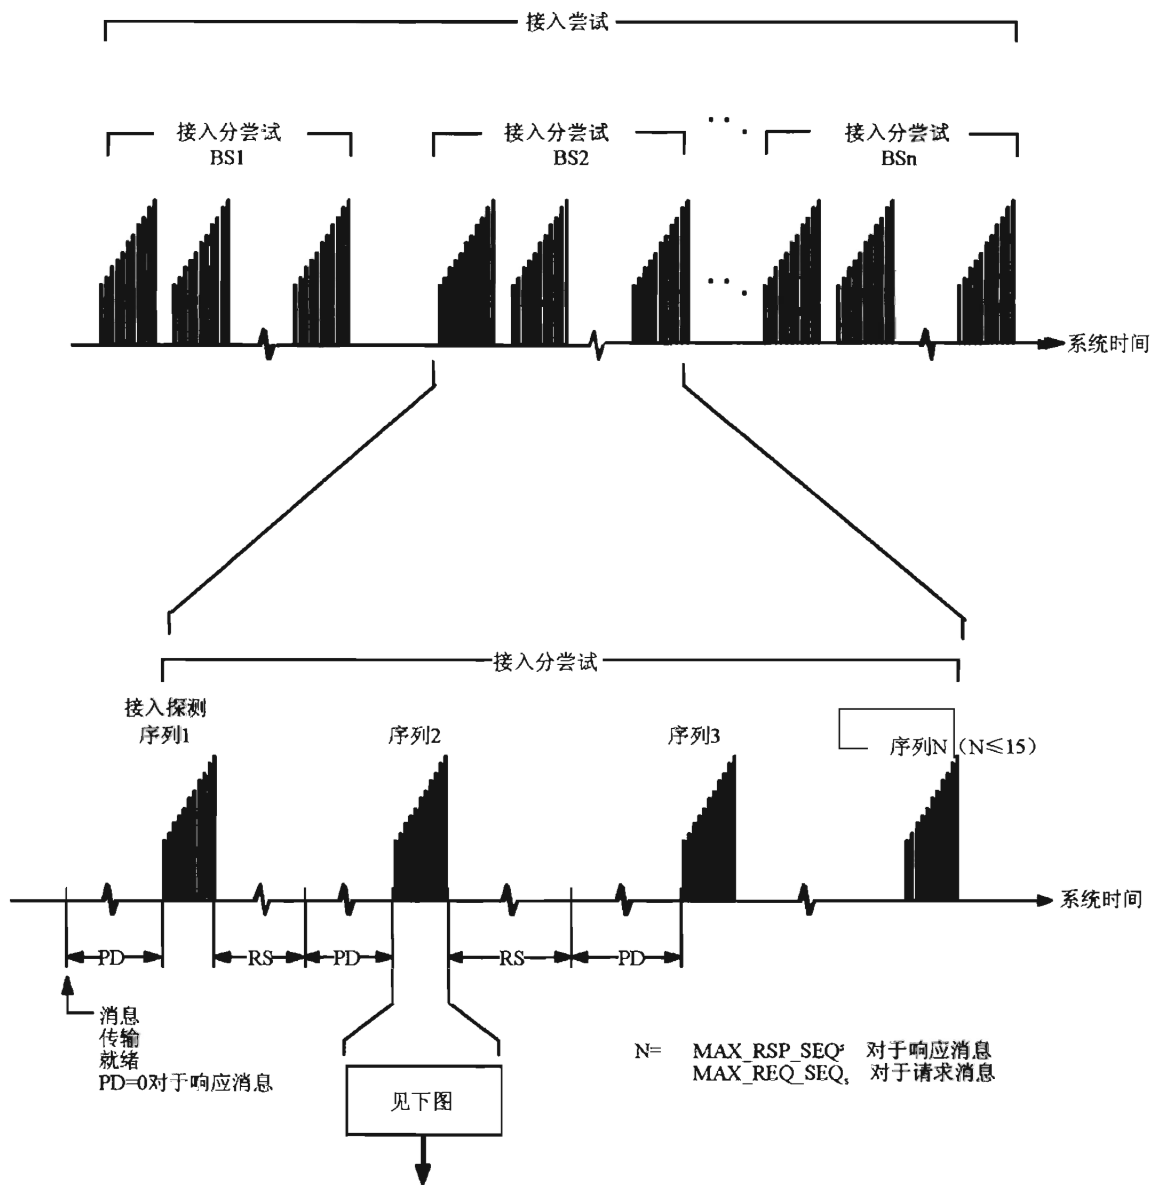 接入尝试
接入分尝试
BS1
接入分尝试
BS2
接入分尝试
BSn
系统时间
接入分尝试
接入探测
序列1
序列2
序列3
序列N（N≤15）
系统时间
PD
RS
PD
RS
PD
消息
传输
就绪
PD=0对于响应消息
见下图
N= MAX_RSP_SEQs 对于响应消息
MAX_REQ_SEQs 对于请求消息